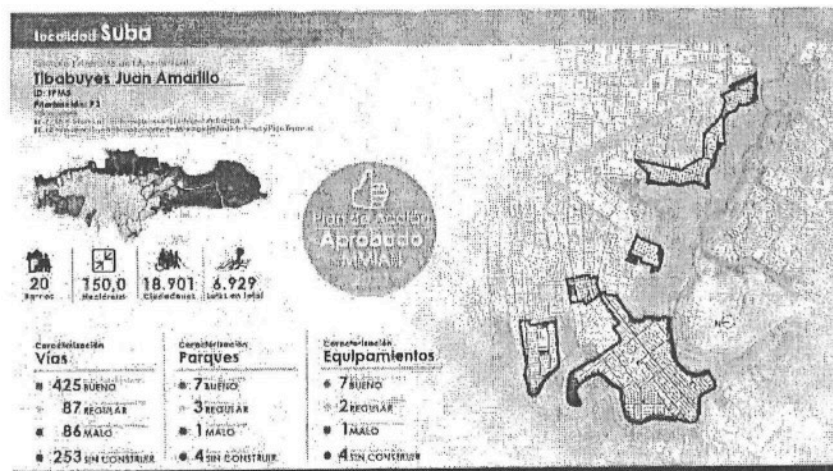 localidad Suba
Tibabuyes Juan Amarillo
Priorización: P3
Plan de Acción
Aprobado
20
Barrios
150,0
Hectáreas
18.901
Ciudadanos
6.929
Lotes en total
Caracterización
Vías
425 BUENO
87 REGULAR
86 MALO
253 SIN CONSTRUIR
Caracterización
Parques
7 BUENO
3 REGULAR
1 MALO
4 SIN CONSTRUIR
Caracterización
Equipamientos
7 BUENO
2 REGULAR
1 MALO
4 SIN CONSTRUIR